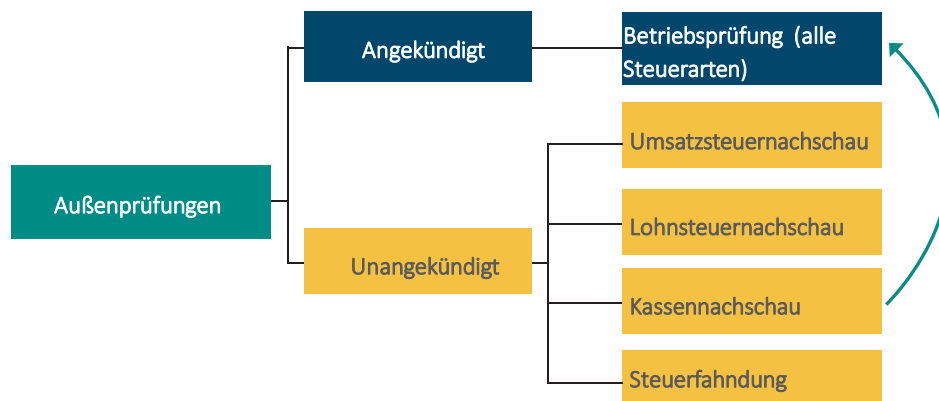 Außenprüfungen
Angekündigt
Betriebsprüfung (alle
Steuerarten)
Unangekündigt
Umsatzsteuernachschau
Lohnsteuernachschau
Kassennachschau
Steuerfahndung